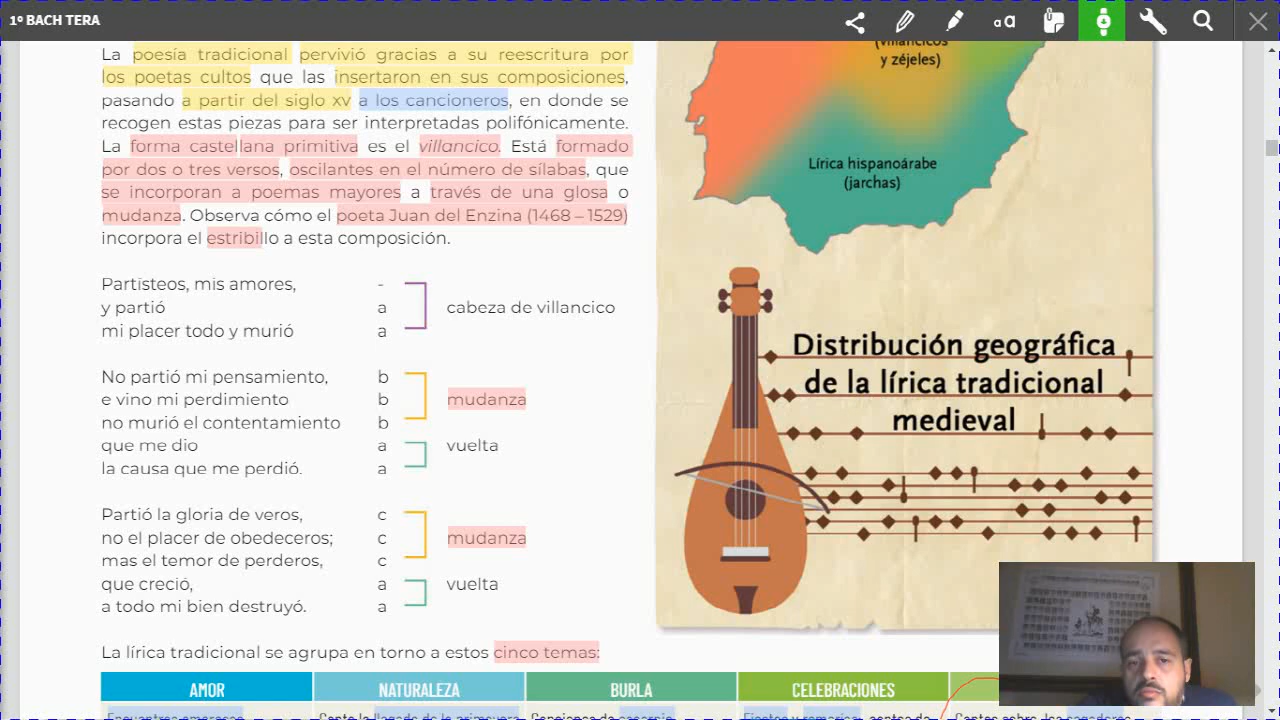 1º BACH TERA
aa
La poesía tradicional pervivió gracias a su reescritura por
los poetas cultos que las insertaron en sus composiciones,
pasando a partir del siglo XV a los cancioneros, en donde se
recogen estas piezas para ser interpretadas polifónicamente.
La forma castellana primitiva es el villancico. Está formado
por dos o tres versos, oscilantes en el número de sílabas, que
se incorporan a poemas mayores a través de una glosa o
mudanza. Observa cómo el poeta Juan del Enzina (1468 – 1529)
incorpora el estribillo a esta composición.
Partísteos, mis amores, -
y partió a cabeza de villancico
mi placer todo y murió a
No partió mi pensamiento, b
e vino mi perdimiento b mudanza
no murió el contentamiento b
que me dio a vuelta
la causa que me perdió. a
Partió la gloria de veros, c
no el placer de obedeceros; c mudanza
mas el temor de perderos, c
que creció, a vuelta
a todo mi bien destruyó. a
La lírica tradicional se agrupa en torno a estos cinco temas:
AMOR NATURALEZA BURLA CELEBRACIONES
(villancicos
y zéjeles)
Lírica hispanoárabe
(jarchas)
Distribución geográfica
de la lírica tradicional
medieval